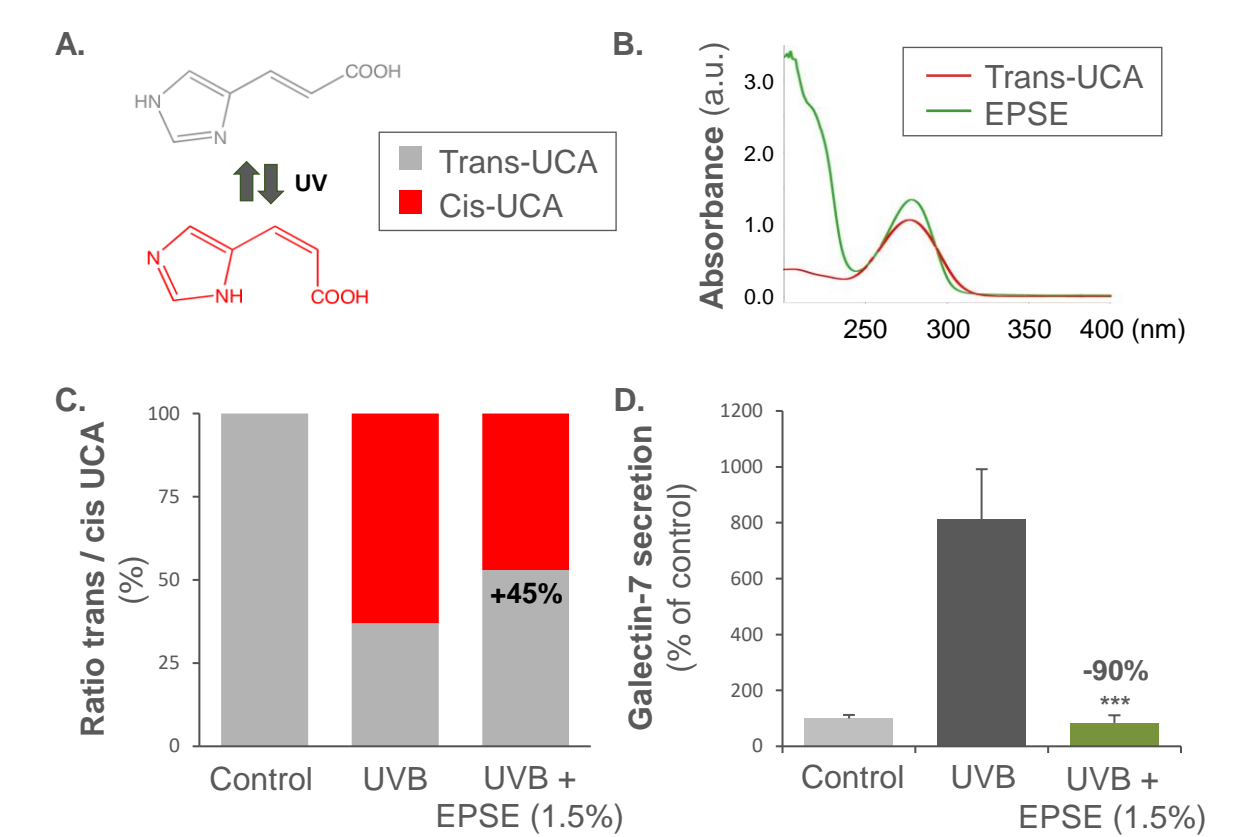 A.
COOH
HN
N
UV
N
NH
COOH
Trans-UCA
Cis-UCA
B.
Absorbance (a.u.)
3.0
2.0
1.0
0.0
250 300 350 400 (nm)
Trans-UCA
EPSE
C.
Ratio trans / cis UCA
(%)
100
75
50
25
0
+45%
Control UVB UVB +
EPSE (1.5%)
D.
Galectin-7 secretion
(% of control)
1200
1000
800
600
400
200
0
-90%
***
Control UVB UVB +
EPSE (1.5%)